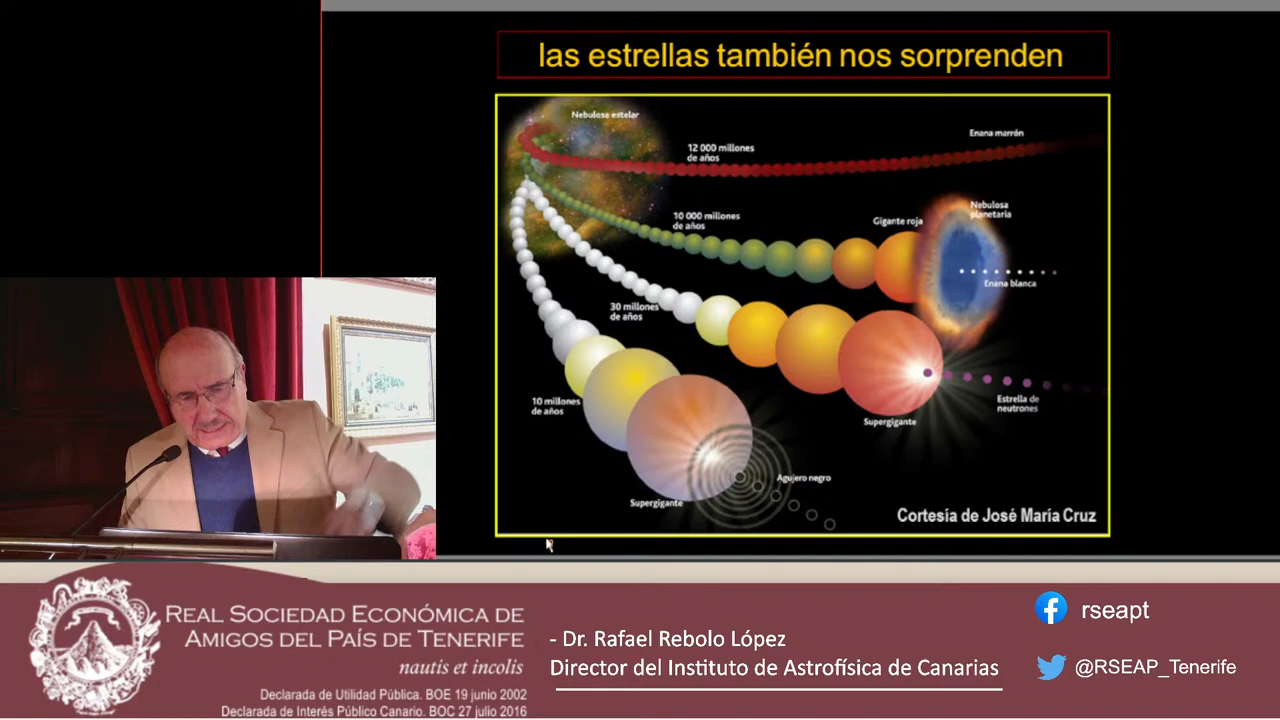 las estrellas también nos sorprenden
Nebulosa estelar
Enana marrón
12 000 millones
de años
10 000 millones
de años
Gigante roja
Nebulosa
planetaria
Enana blanca
30 millones
de años
10 millones
de años
Estrella de
neutrones
Supergigante
Agujero negro
Supergigante
Cortesía de José María Cruz
REAL SOCIEDAD ECONÓMICA DE
AMIGOS DEL PAÍS DE TENERIFE
nautis et incolis
Declarada de Utilidad Pública. BOE 19 junio 2002
Declarada de Interés Público Canario. BOC 27 julio 2016
- Dr. Rafael Rebolo López
Director del Instituto de Astrofísica de Canarias
rseapt
@RSEAP_Tenerife